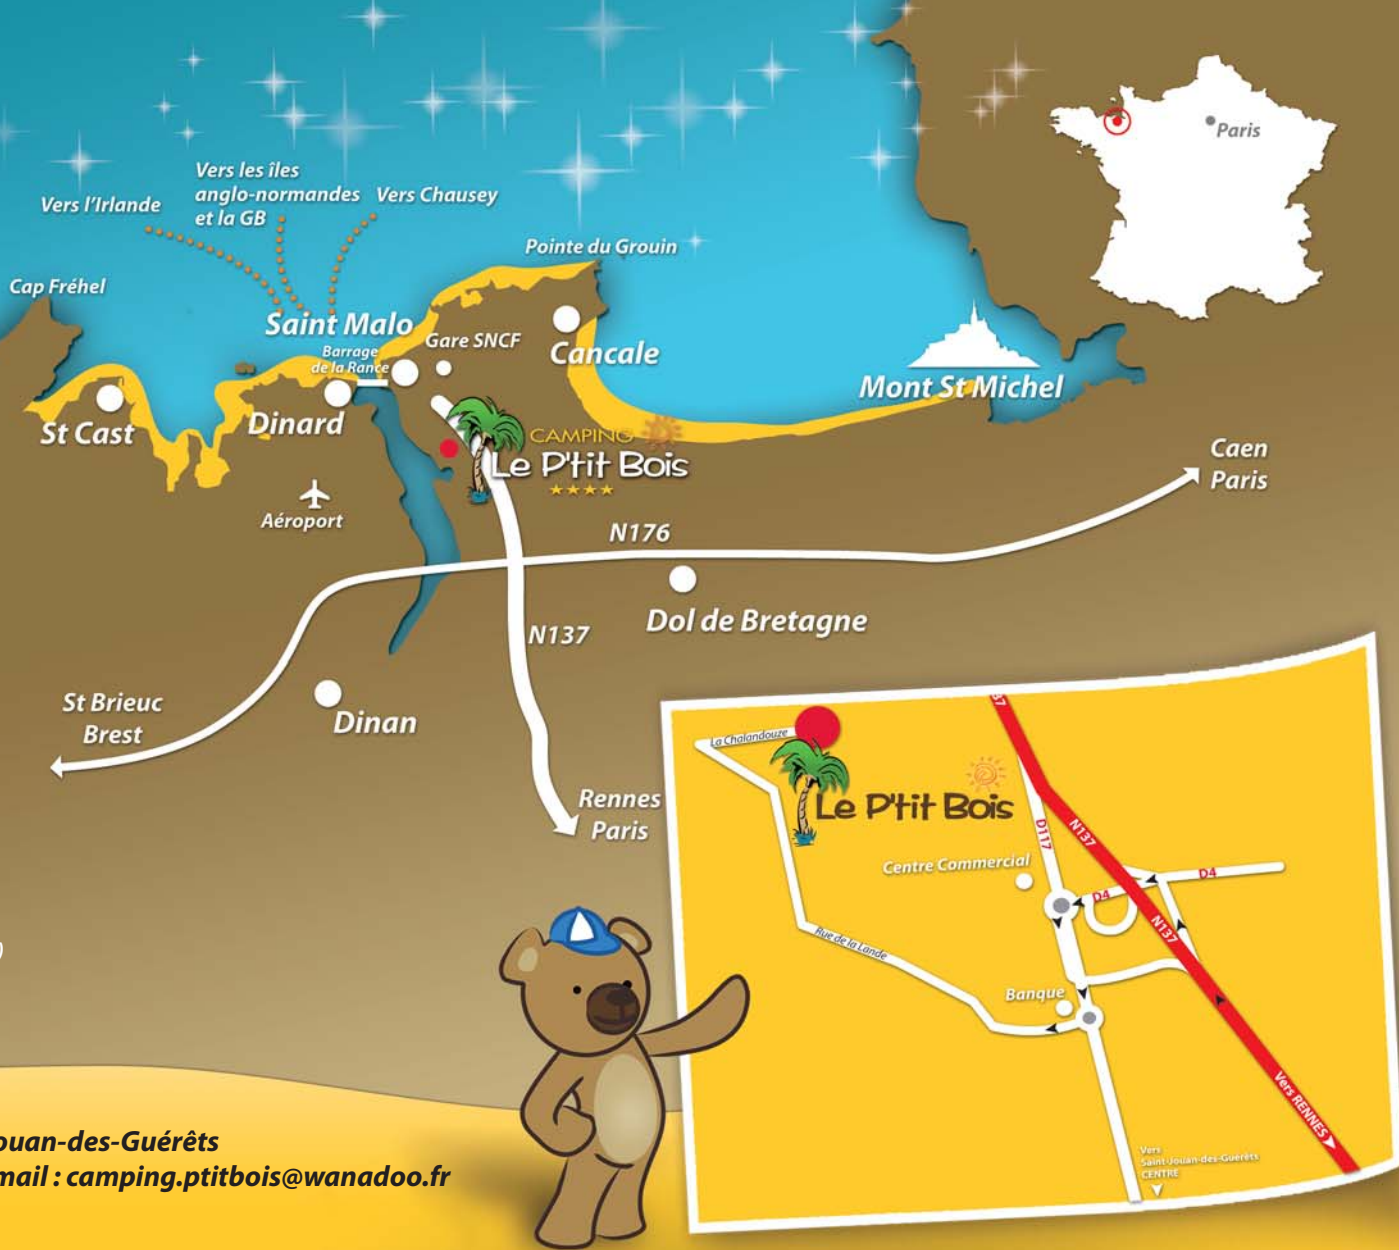 Paris
Vers l'Irlande
Vers les îles
anglo-normandes
et la GB
Vers Chausey
Pointe du Grouin
Cap Fréhel
Saint Malo
Barrage
de la Rance
Gare SNCF
Cancale
Mont St Michel
St Cast
Dinard
CAMPING
Le P'tit Bois
Aéroport
Caen
Paris
N176
Dol de Bretagne
N137
St Brieuc
Brest
Dinan
Rennes
Paris
La Chalandouze
Le P'tit Bois
D117
N137
Centre Commercial
D4
D4
N137
Rue de la Lande
Banque
Vers RENNES
Vers
Saint-Jouan-des-Guérêts
CENTRE
)
ouan-des-Guérêts
mail : camping.ptitbois@wanadoo.fr